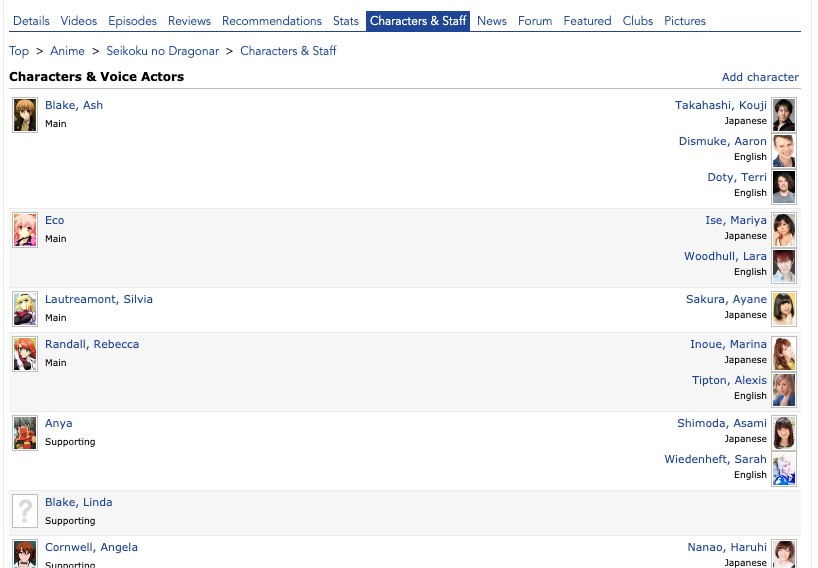 Details Videos Episodes Reviews Recommendations Stats Characters & Staff News Forum Featured Clubs Pictures
Top > Anime > Seikoku no Dragonar > Characters & Staff
Characters & Voice Actors Add character
Blake, Ash Takahashi, Kouji
Main Japanese
Dismuke, Aaron
English
Doty, Terri
English
Eco Ise, Mariya
Main Japanese
Woodhull, Lara
English
Lautreamont, Silvia Sakura, Ayane
Main Japanese
Randall, Rebecca Inoue, Marina
Main Japanese
Tipton, Alexis
English
Anya Shimoda, Asami
Supporting Japanese
Wiedenheft, Sarah
English
?
Blake, Linda
Supporting
Cornwell, Angela Nanao, Haruhi
Supporting Japanese